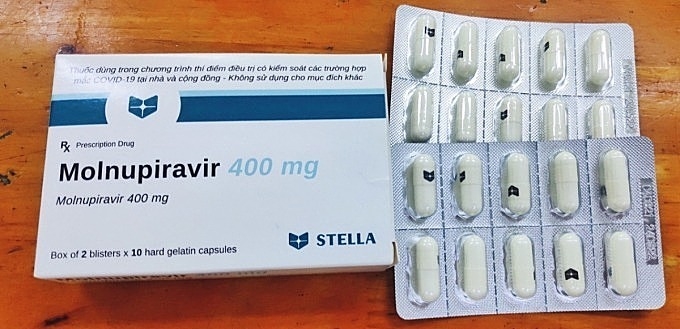 Thuốc dùng trong chương trình thí điểm điều trị có kiểm soát các trường hợp
mắc COVID-19 tại nhà và cộng đồng - Không sử dụng cho mục đích khác
Rx Prescription Drug
Molnupiravir 400 mg
Molnupiravir 400 mg
Box of 2 blisters x 10 hard gelatin capsules
STELLA